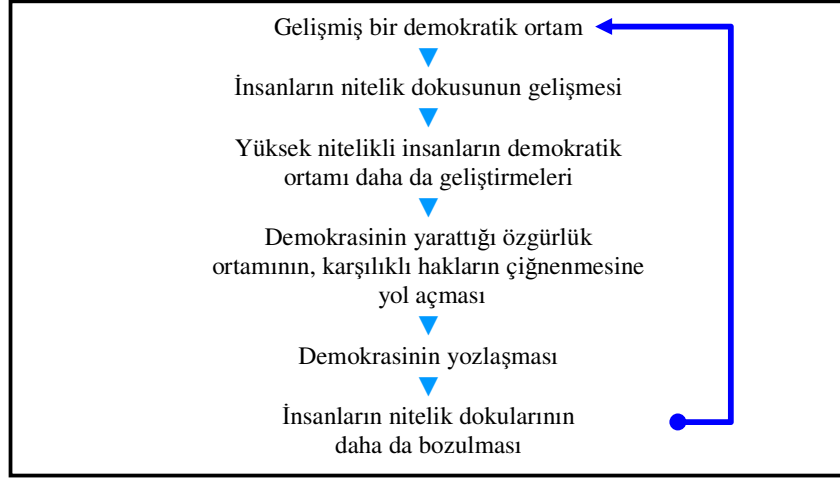 Gelişmiş bir demokratik ortam
İnsanların nitelik dokusunun gelişmesi
Yüksek nitelikli insanların demokratik
ortamı daha da geliştirmeleri
Demokrasinin yarattığı özgürlük
ortamının, karşılıklı hakların çiğnenmesine
yol açması
Demokrasinin yozlaşması
İnsanların nitelik dokularının
daha da bozulması